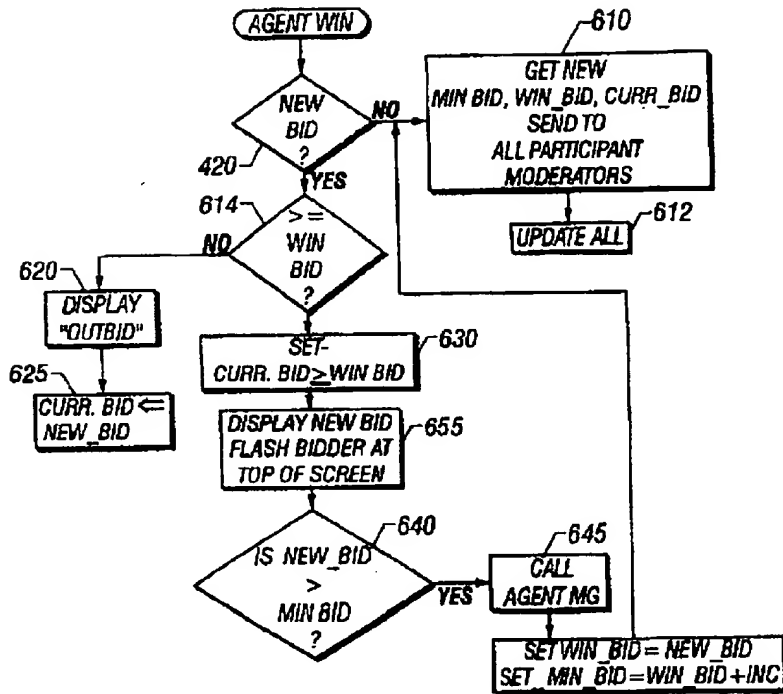 AGENT WIN
NEW
BID
?
420
NO
YES
610
GET NEW
MIN BID, WIN_BID, CURR_BID
SEND TO
ALL PARTICIPANT
MODERATORS
612
UPDATE ALL
614
>=
WIN
BID
?
NO
620
DISPLAY
"OUTBID"
625
CURR. BID ⇐
NEW_BID
630
SET-
CURR. BID ≥ WIN BID
655
DISPLAY NEW BID
FLASH BIDDER AT
TOP OF SCREEN
640
IS NEW_BID
>
MIN BID
?
YES
645
CALL
AGENT MG
SET WIN_BID = NEW_BID
SET_MIN_BID = WIN_BID + INC